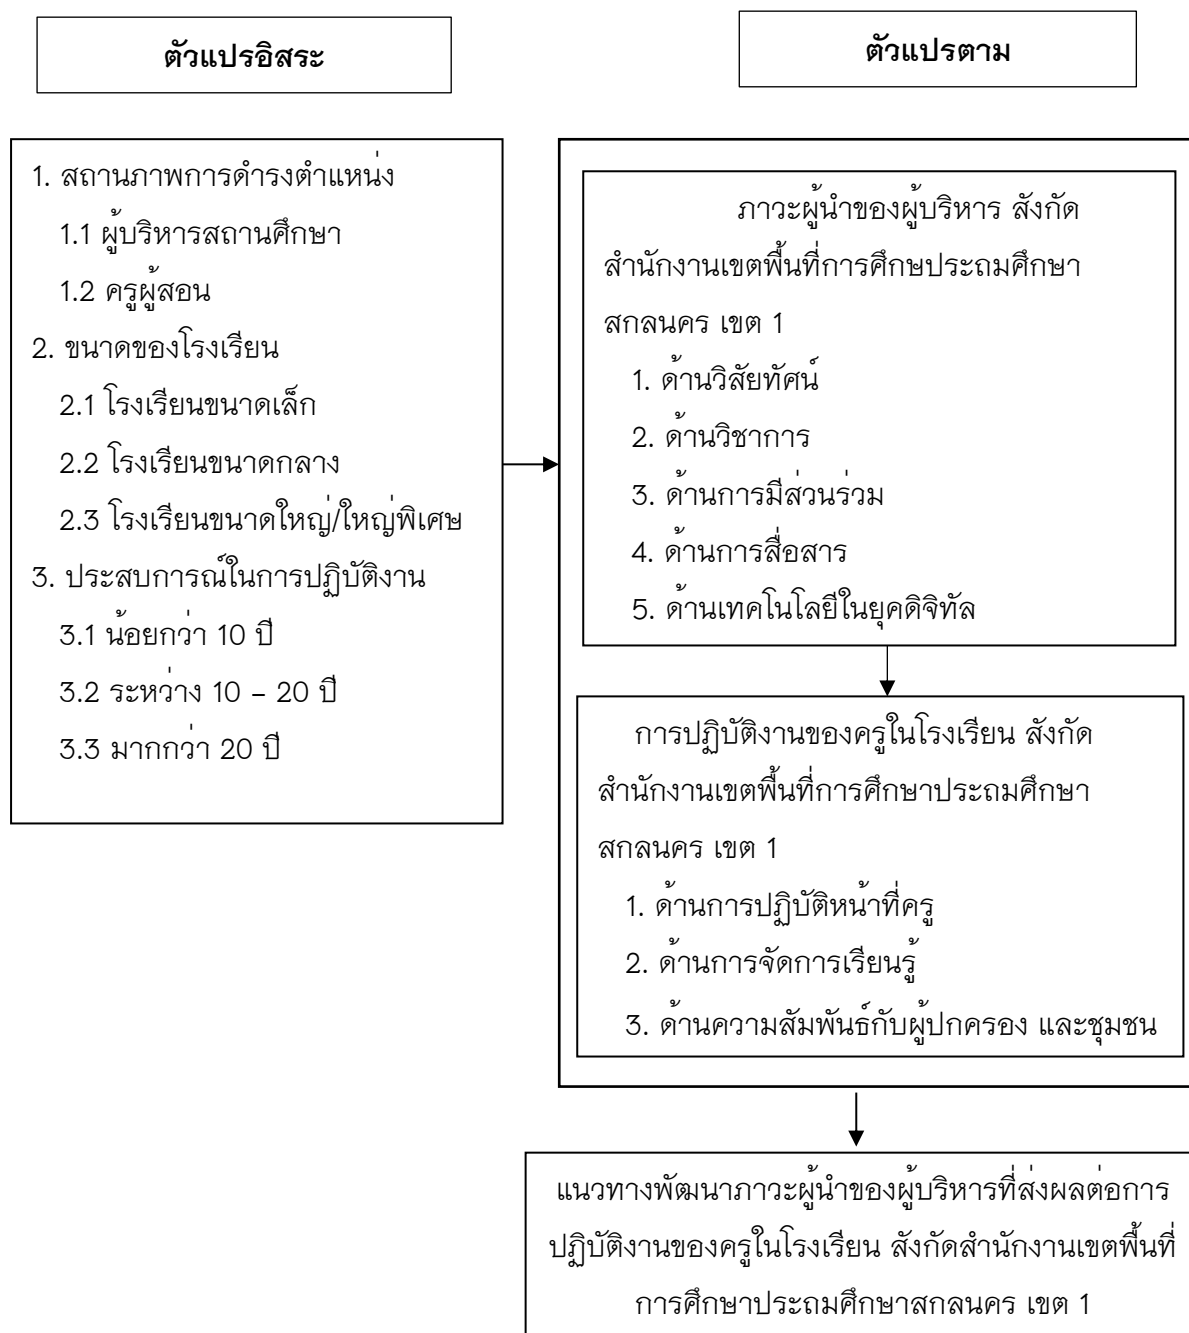 ตัวแปรอิสระ
ตัวแปรตาม
1. สถานภาพการดำรงตำแหน่ง
1.1 ผู้บริหารสถานศึกษา
1.2 ครูผู้สอน
2. ขนาดของโรงเรียน
2.1 โรงเรียนขนาดเล็ก
2.2 โรงเรียนขนาดกลาง
2.3 โรงเรียนขนาดใหญ่/ใหญ่พิเศษ
3. ประสบการณ์ในการปฏิบัติงาน
3.1 น้อยกว่า 10 ปี
3.2 ระหว่าง 10 – 20 ปี
3.3 มากกว่า 20 ปี
ภาวะผู้นำของผู้บริหาร สังกัด
สำนักงานเขตพื้นที่การศึกษประถมศึกษา
สกลนคร เขต 1
1. ด้านวิสัยทัศน์
2. ด้านวิชาการ
3. ด้านการมีส่วนร่วม
4. ด้านการสื่อสาร
5. ด้านเทคโนโลยีในยุคดิจิทัล
การปฏิบัติงานของครูในโรงเรียน สังกัด
สำนักงานเขตพื้นที่การศึกษาประถมศึกษา
สกลนคร เขต 1
1. ด้านการปฏิบัติหน้าที่ครู
2. ด้านการจัดการเรียนรู้
3. ด้านความสัมพันธ์กับผู้ปกครอง และชุมชน
แนวทางพัฒนาภาวะผู้นำของผู้บริหารที่ส่งผลต่อการ
ปฏิบัติงานของครูในโรงเรียน สังกัดสำนักงานเขตพื้นที่
การศึกษาประถมศึกษาสกลนคร เขต 1